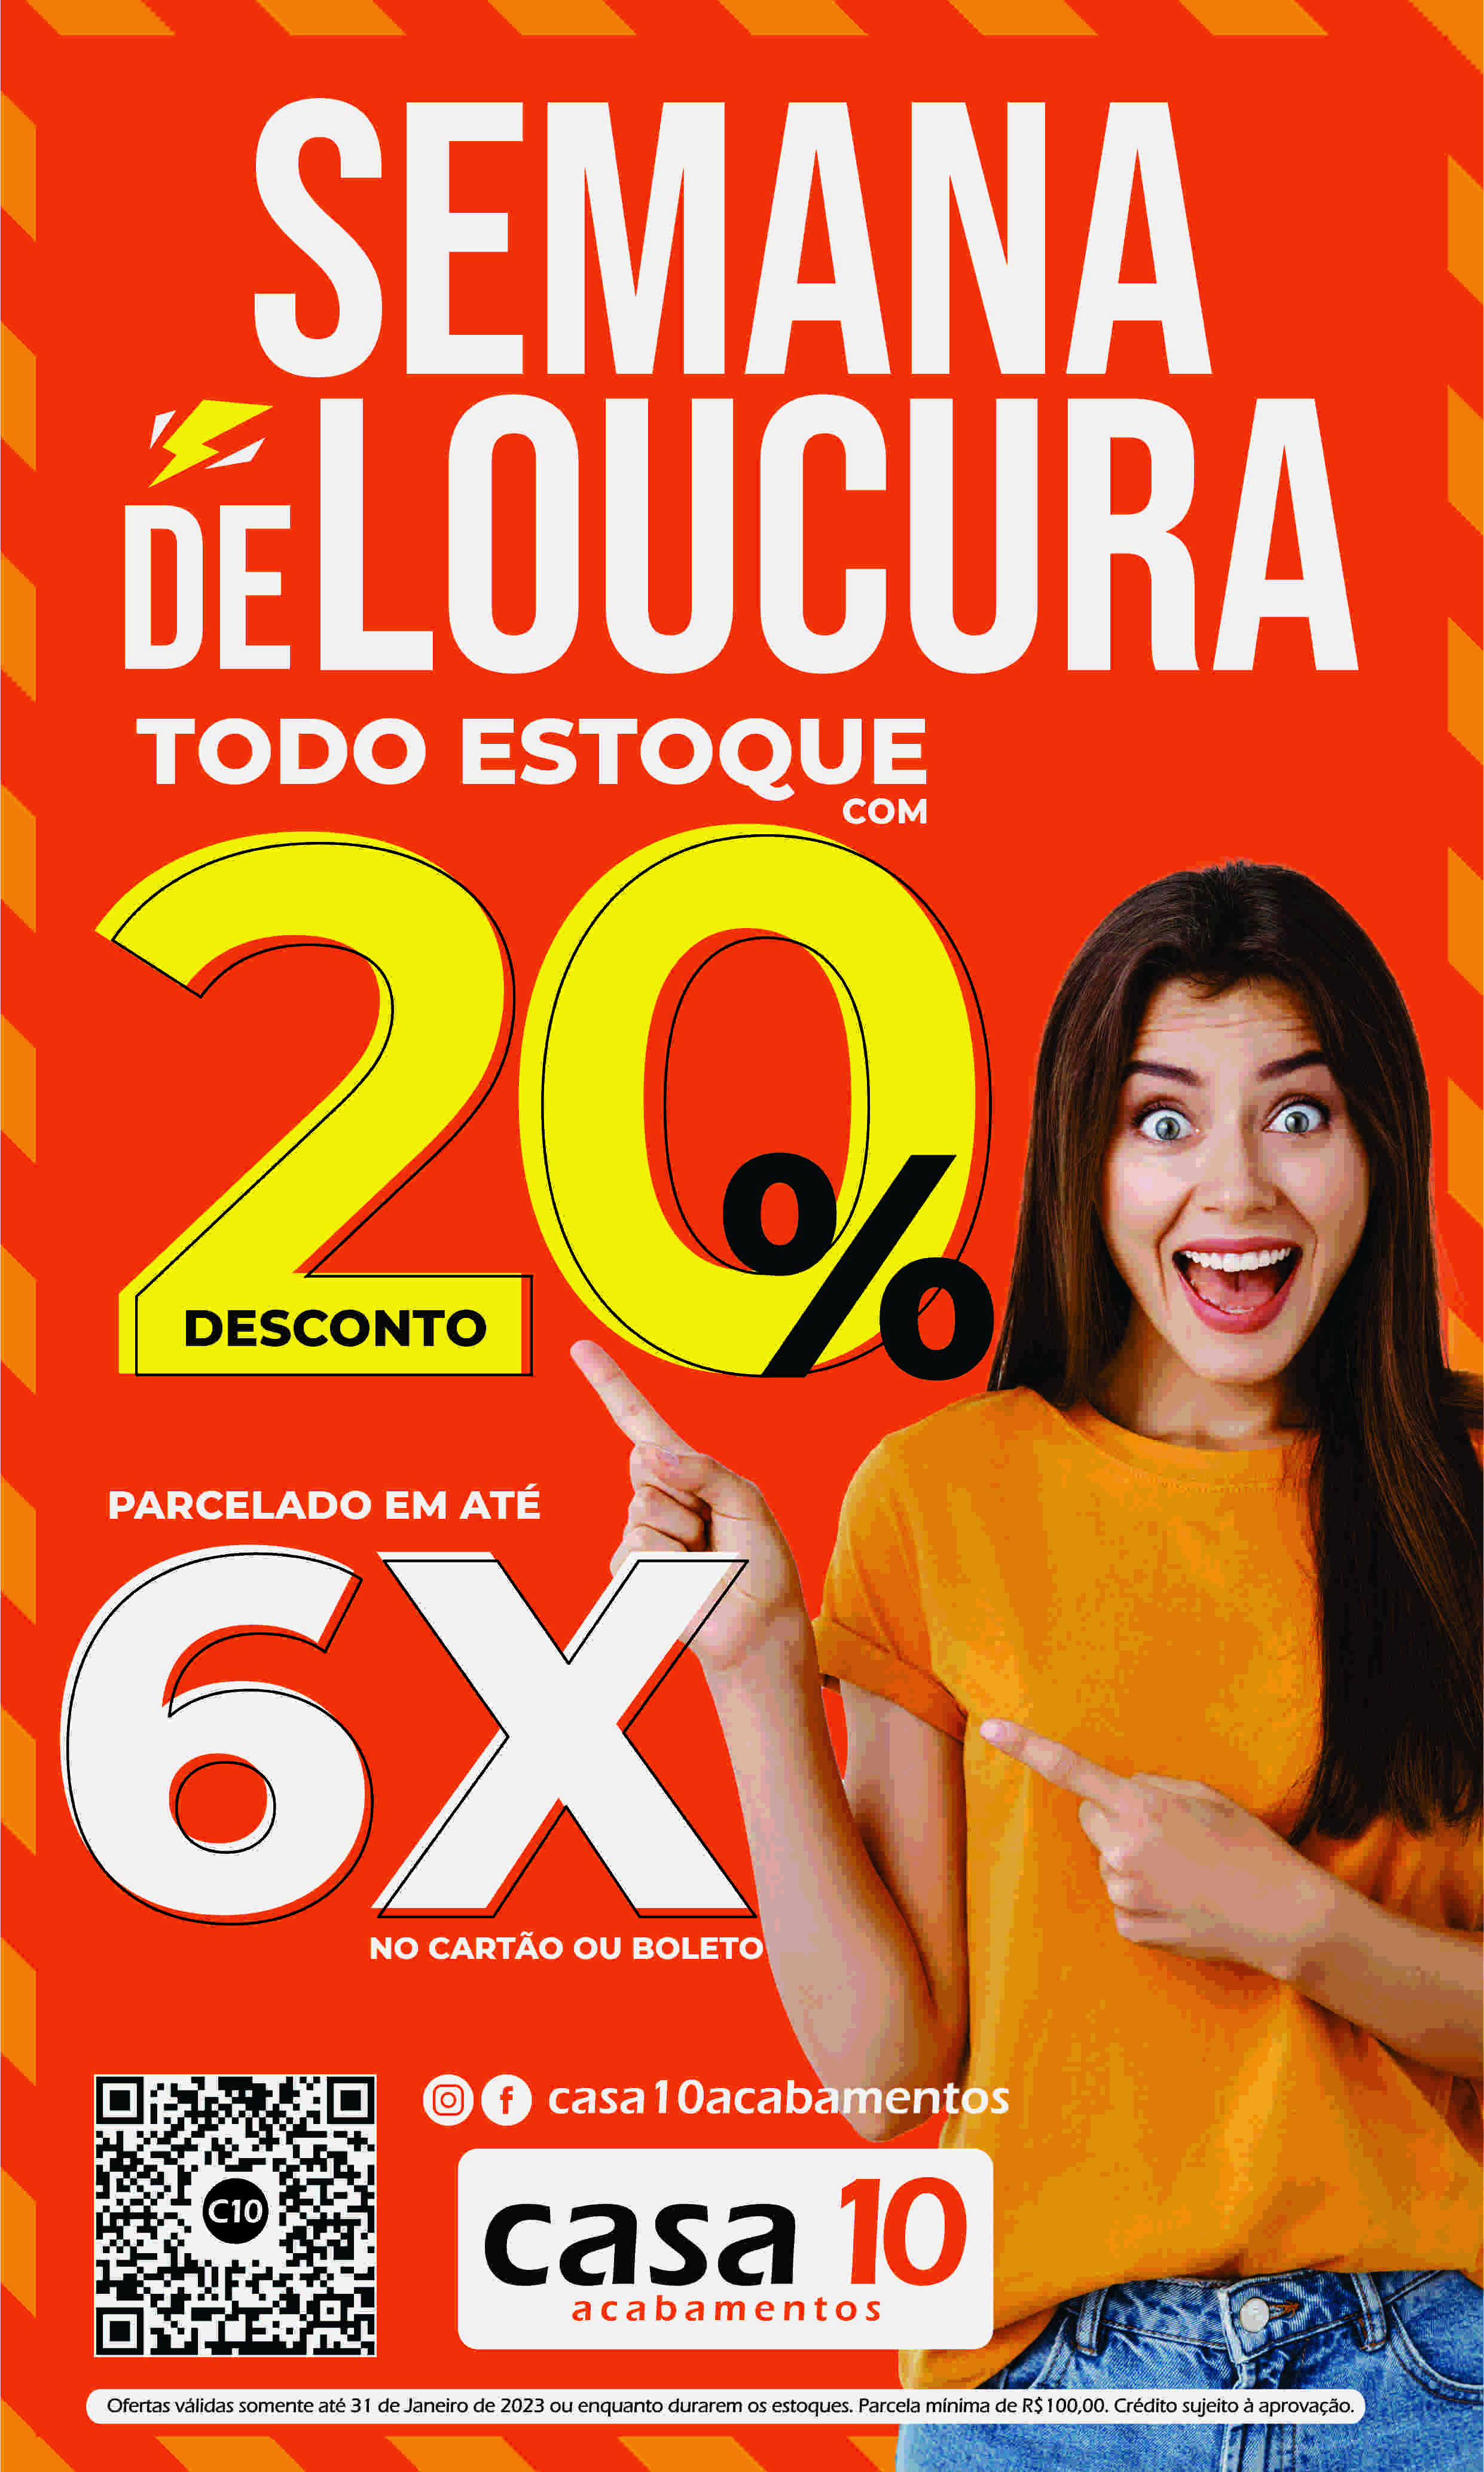 SEMANA
DE LOUCURA
TODO ESTOQUE
COM
20%
DESCONTO
PARCELADO EM ATÉ
6X
NO CARTÃO OU BOLETO
casa10acabamentos
C10
casa 10
acabamentos
Ofertas válidas somente até 31 de Janeiro de 2023 ou enquanto durarem os estoques. Parcela mínima de R$100,00. Crédito sujeito à aprovação.